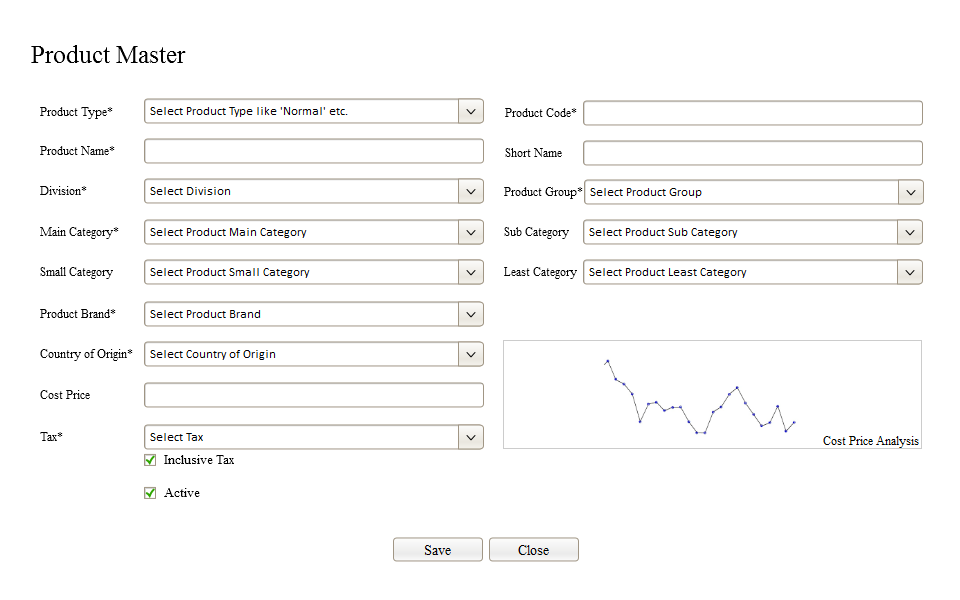 Product Master
Product Type* Select Product Type like 'Normal' etc. Product Code*
Product Name* Short Name
Division* Select Division Product Group* Select Product Group
Main Category* Select Product Main Category Sub Category Select Product Sub Category
Small Category Select Product Small Category Least Category Select Product Least Category
Product Brand* Select Product Brand
Country of Origin* Select Country of Origin
Cost Price
Tax* Select Tax Cost Price Analysis
Inclusive Tax
Active
Save Close